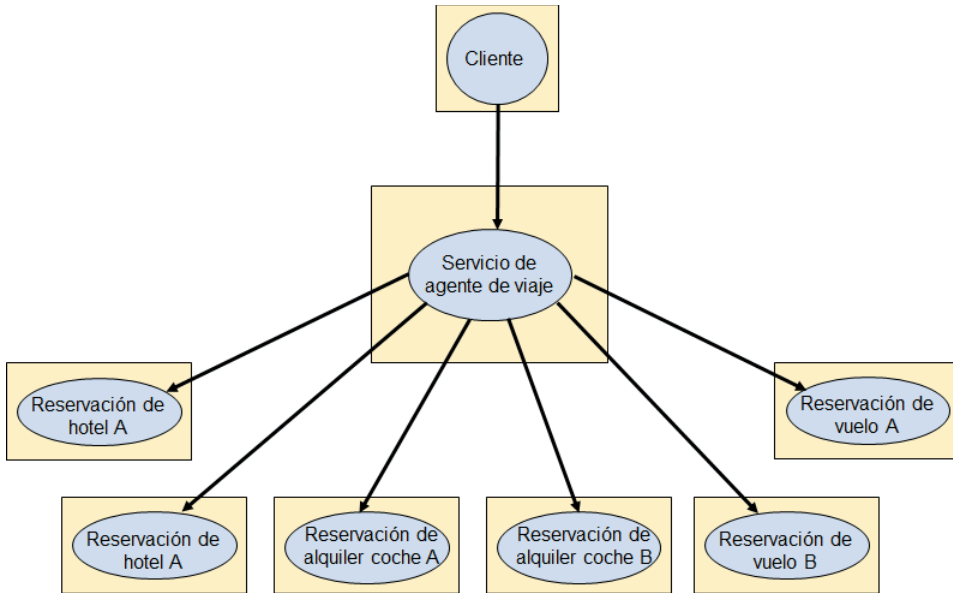 Cliente
Servicio de
agente de viaje
Reservación de
hotel A
Reservación de
vuelo A
Reservación de
hotel A
Reservación de
alquiler coche A
Reservación de
alquiler coche B
Reservación de
vuelo B